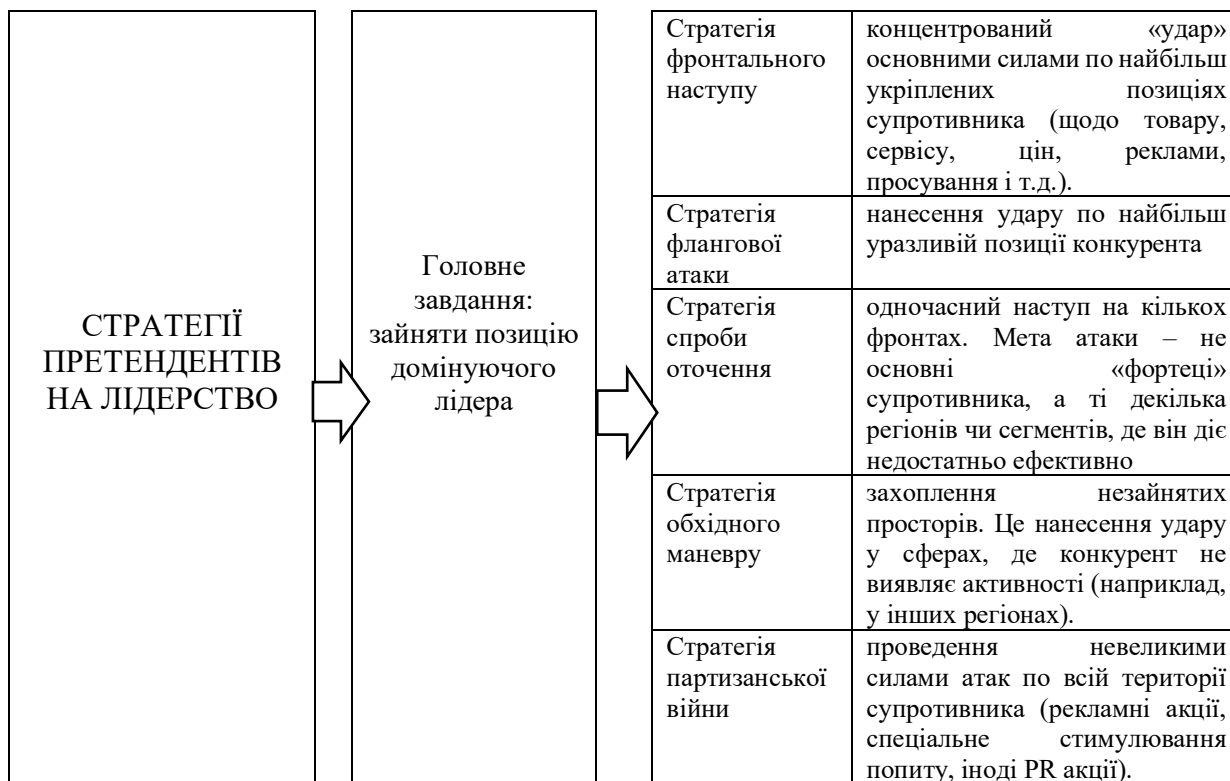 СТРАТЕГІЇ
ПРЕТЕНДЕНТІВ
НА ЛІДЕРСТВО
Головне
завдання:
зайняти позицію
домінуючого
лідера
Стратегія
фронтального
наступу
концентрований «удар»
основними силами по найбільш
укріплених позиціях
супротивника (щодо товару,
сервісу, цін, реклами,
просування і т.д.).
Стратегія
флангової
атаки
нанесення удару по найбільш
уразливій позиції конкурента
Стратегія
спроби
оточення
одночасний наступ на кількох
фронтах. Мета атаки – не
основні «фортеці»
супротивника, а ті декілька
регіонів чи сегментів, де він діє
недостатньо ефективно
Стратегія
обхідного
маневру
захоплення незайнятих
просторів. Це нанесення удару
у сферах, де конкурент не
виявляє активності (наприклад,
у інших регіонах).
Стратегія
партизанської
війни
проведення невеликими
силами атак по всій території
супротивника (рекламні акції,
спеціальне стимулювання
попиту, іноді PR акції).